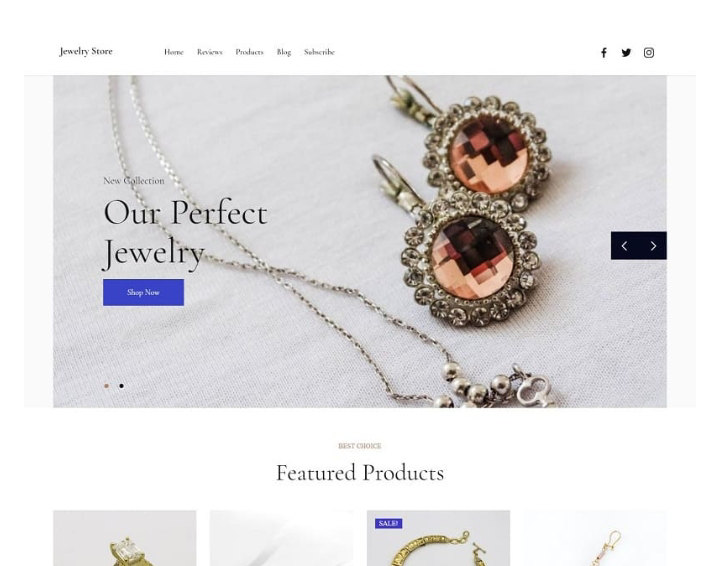 Jewelry Store
Home Reviews Products Blog Subscribe
New Collection
Our Perfect
Jewelry
Shop Now
BEST CHOICE
Featured Products
SALE!